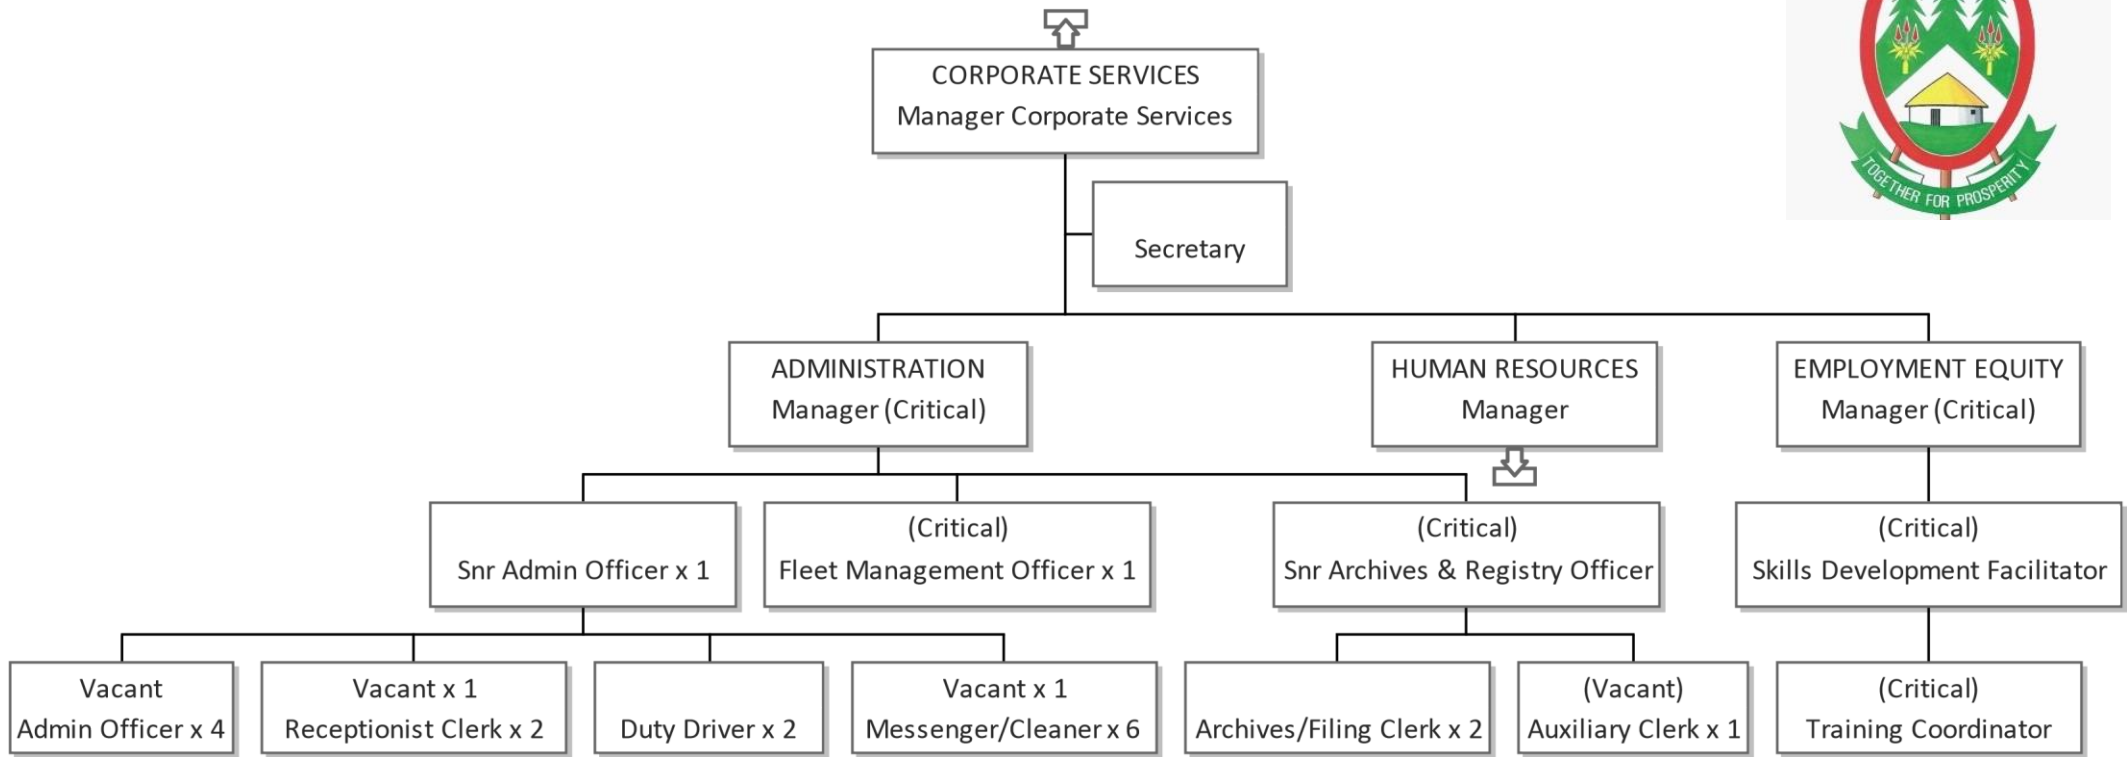 CORPORATE SERVICES
Manager Corporate Services
TOGETHER FOR PROSPERITY
Secretary
ADMINISTRATION
Manager (Critical)
HUMAN RESOURCES
Manager
EMPLOYMENT EQUITY
Manager (Critical)
Snr Admin Officer x 1
(Critical)
Fleet Management Officer x 1
(Critical)
Snr Archives & Registry Officer
(Critical)
Skills Development Facilitator
Vacant
Admin Officer x 4
Vacant x 1
Receptionist Clerk x 2
Duty Driver x 2
Vacant x 1
Messenger/Cleaner x 6
Archives/Filing Clerk x 2
(Vacant)
Auxiliary Clerk x 1
(Critical)
Training Coordinator